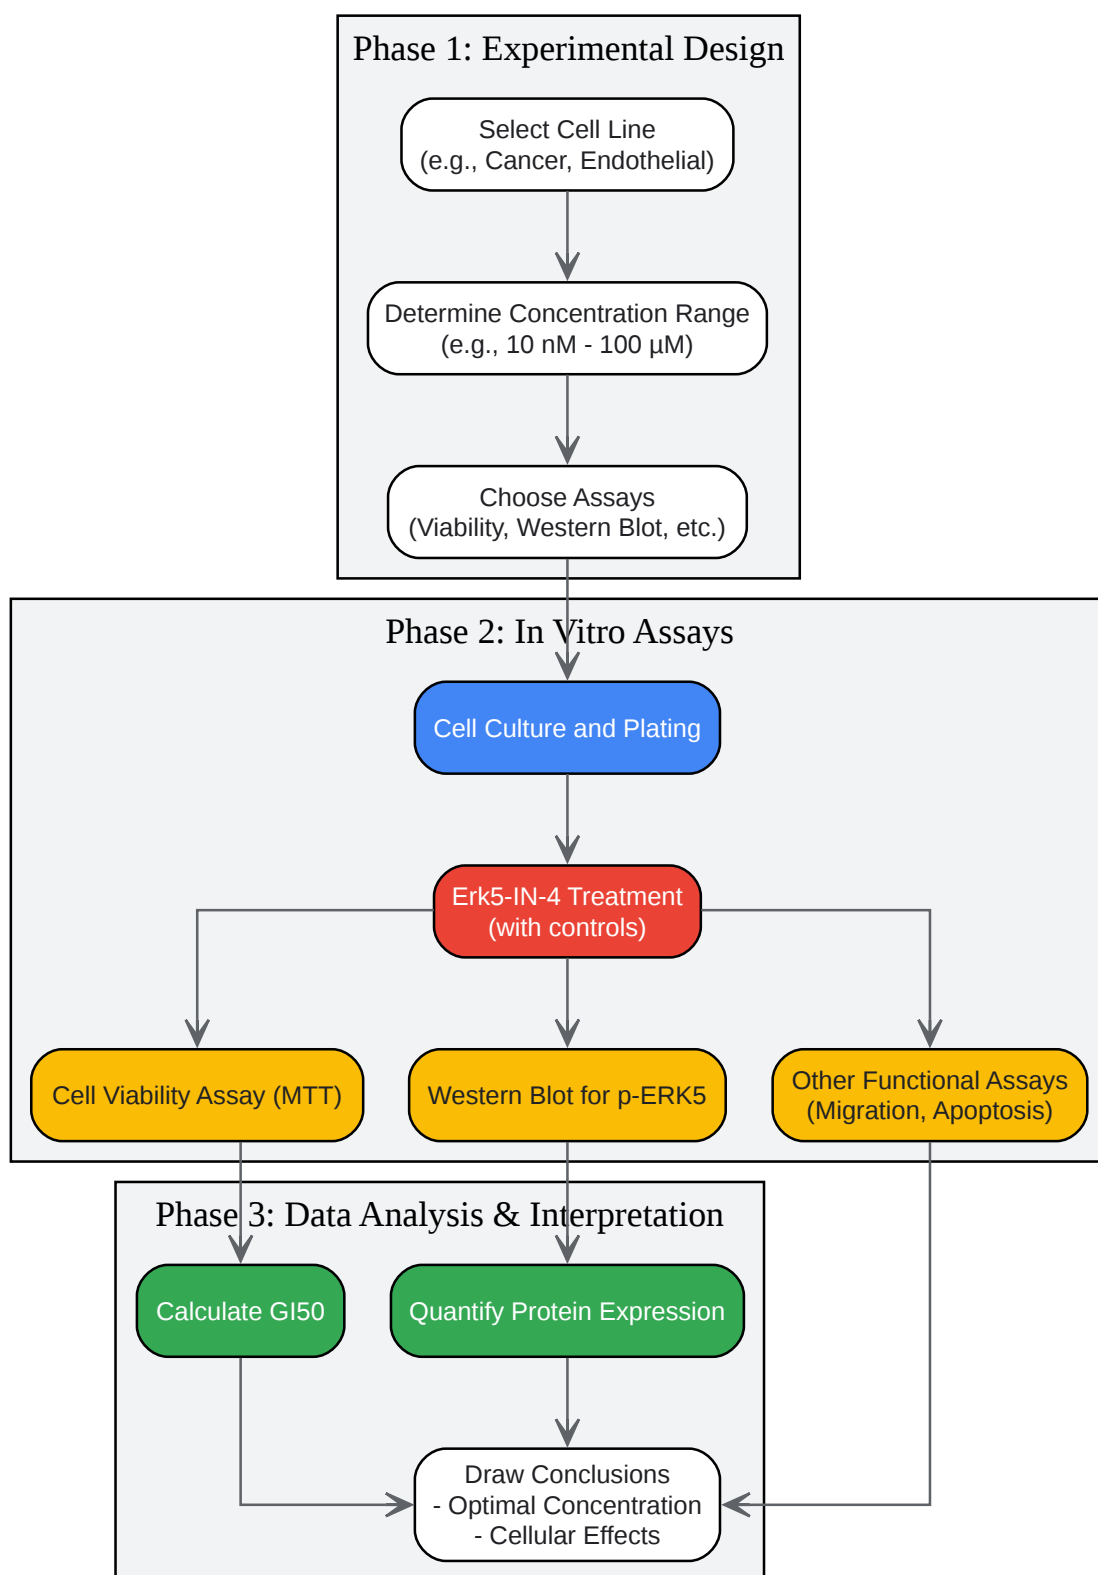 Phase 1: Experimental Design
Select Cell Line
(e.g., Cancer, Endothelial)
Determine Concentration Range
(e.g., 10 nM - 100 µM)
Choose Assays
(Viability, Western Blot, etc.)
Phase 2: In Vitro Assays
Cell Culture and Plating
Erk5-IN-4 Treatment
(with controls)
Cell Viability Assay (MTT)
Western Blot for p-ERK5
Other Functional Assays
(Migration, Apoptosis)
Phase 3: Data Analysis & Interpretation
Calculate GI50
Quantify Protein Expression
Draw Conclusions
- Optimal Concentration
- Cellular Effects